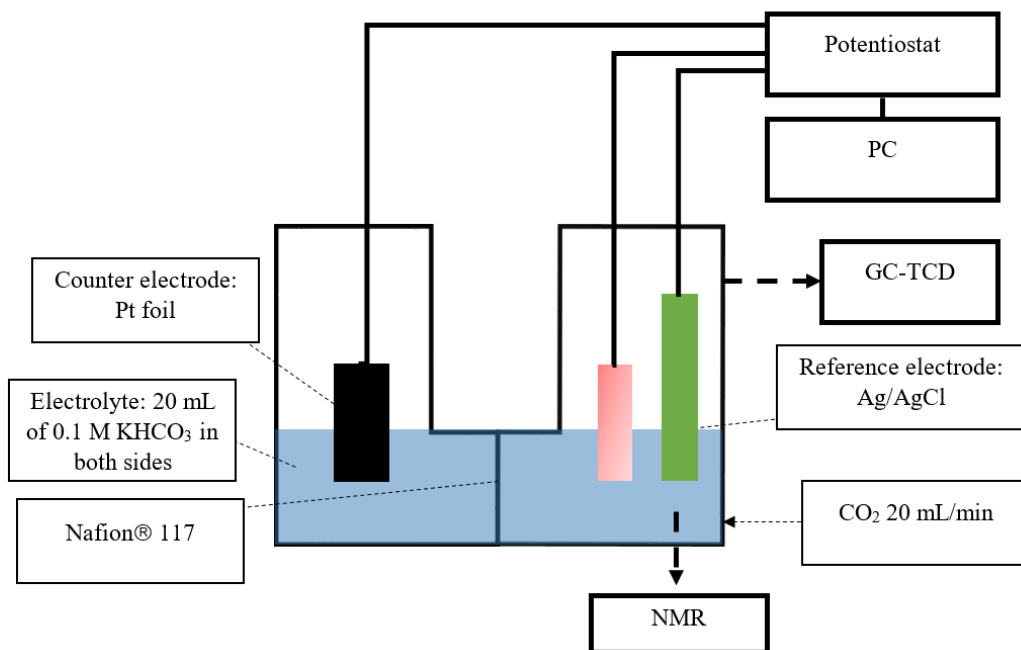 Potentiostat
PC
GC-TCD
Counter electrode:
Pt foil
Reference electrode:
Ag/AgCl
Electrolyte: 20 mL
of 0.1 M KHCO₃ in
both sides
Nafion® 117
CO₂ 20 mL/min
NMR